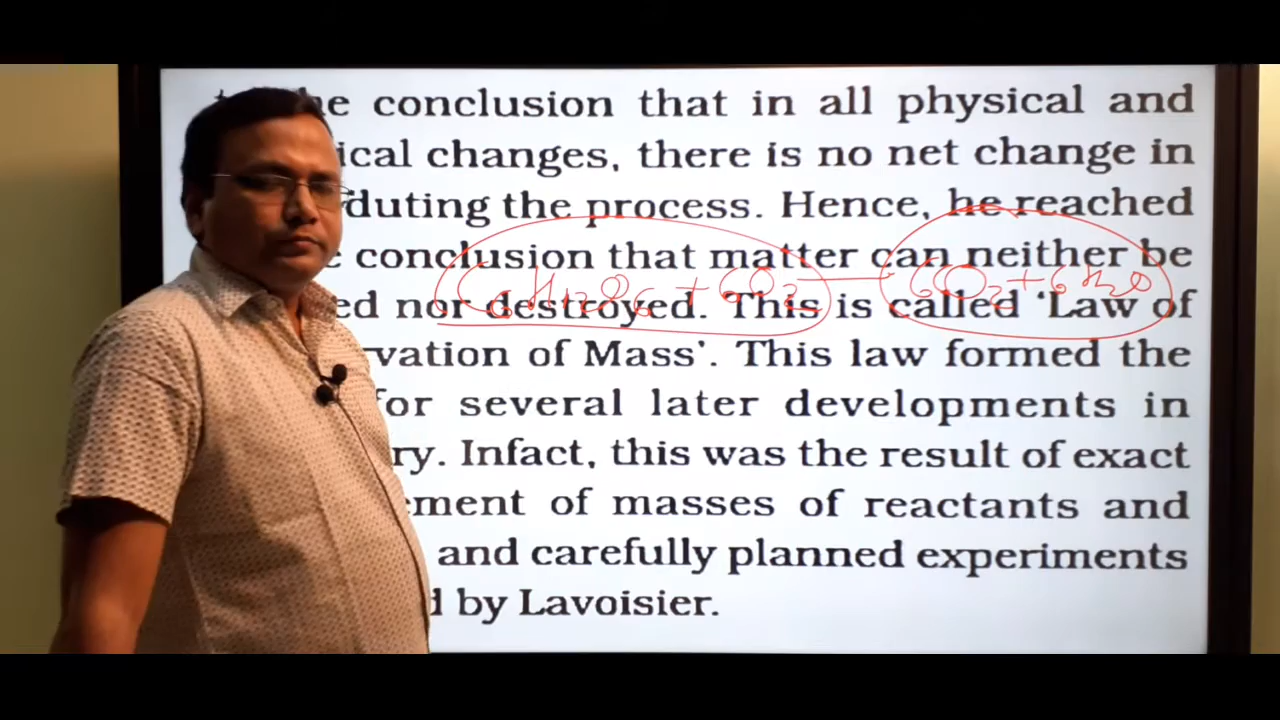 he conclusion that in all physical and
ical changes, there is no net change in
duting the process. Hence, he reached
conclusion that matter can neither be
C6H12O6 + 6O2 — 6CO2 + 6H2O
ed nor destroyed. This is called ‘Law of
vation of Mass’. This law formed the
for several later developments in
ry. Infact, this was the result of exact
ement of masses of reactants and
and carefully planned experiments
d by Lavoisier.